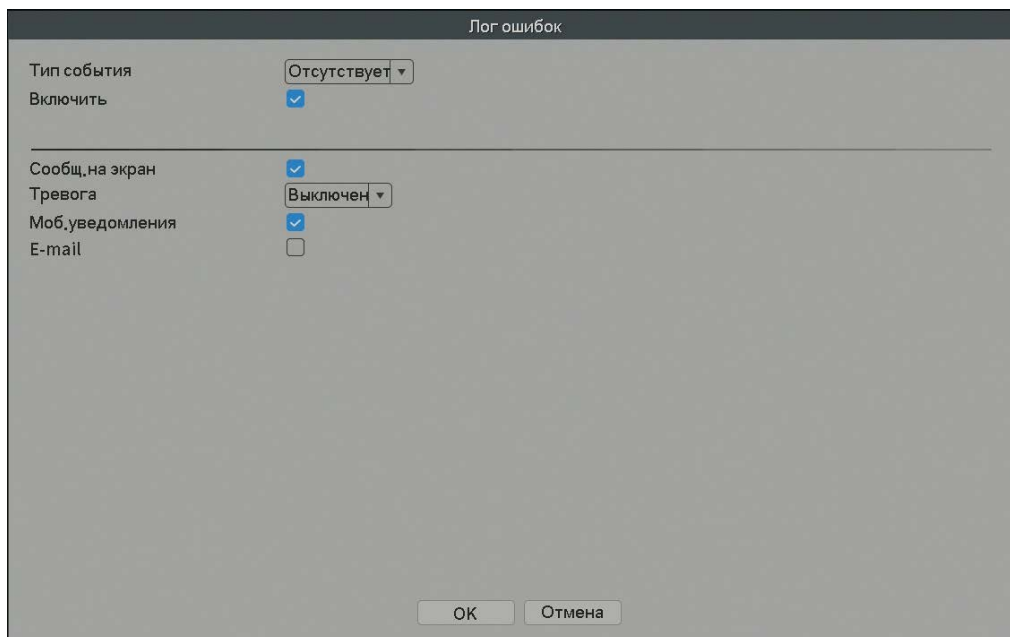 Лог ошибок
Тип события Отсутствует
Включить
Сообщ.на экран
Тревога Выключен
Моб.уведомления
E-mail
OK Отмена